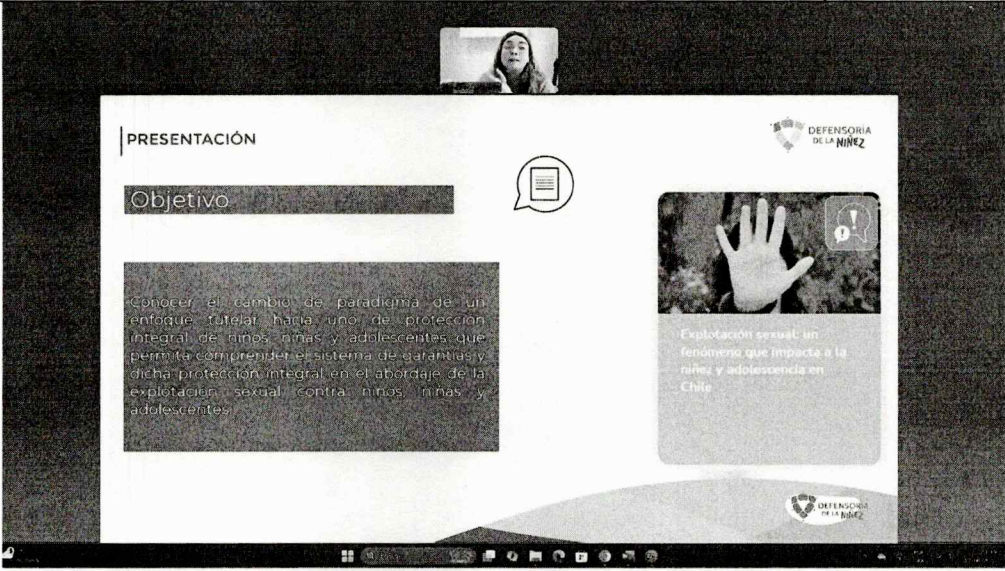 PRESENTACIÓN
DEFENSORÍA
DE LA NIÑEZ
Objetivo
Conocer el cambio de paradigma de un
enfoque tutelar hacia uno de protección
integral de niños, niñas y adolescentes que
permita comprender el sistema de garantías y
dicha protección integral en el abordaje de la
explotación sexual contra niños, niñas y
adolescentes
Explotación sexual: un
fenómeno que impacta a la
niñez y adolescencia en
Chile
DEFENSORÍA
DE LA NIÑEZ